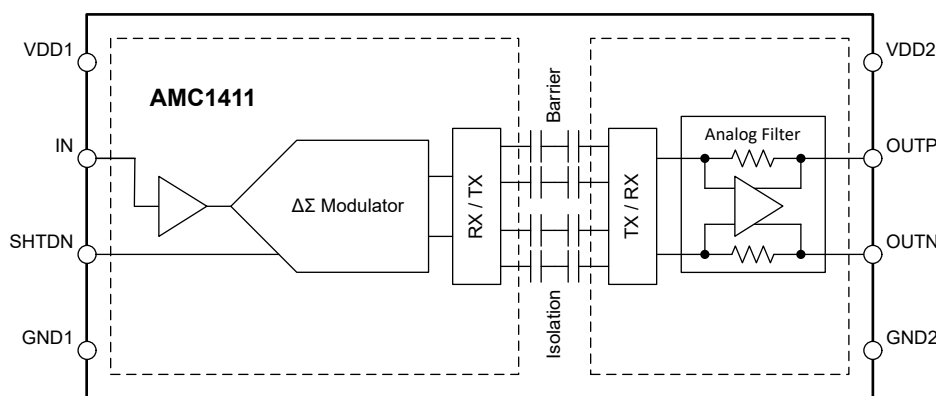 VDD1
VDD2
AMC1411
Barrier
Analog Filter
IN
OUTP
ΔΣ Modulator
RX / TX
TX / RX
SHTDN
OUTN
Isolation
GND1
GND2